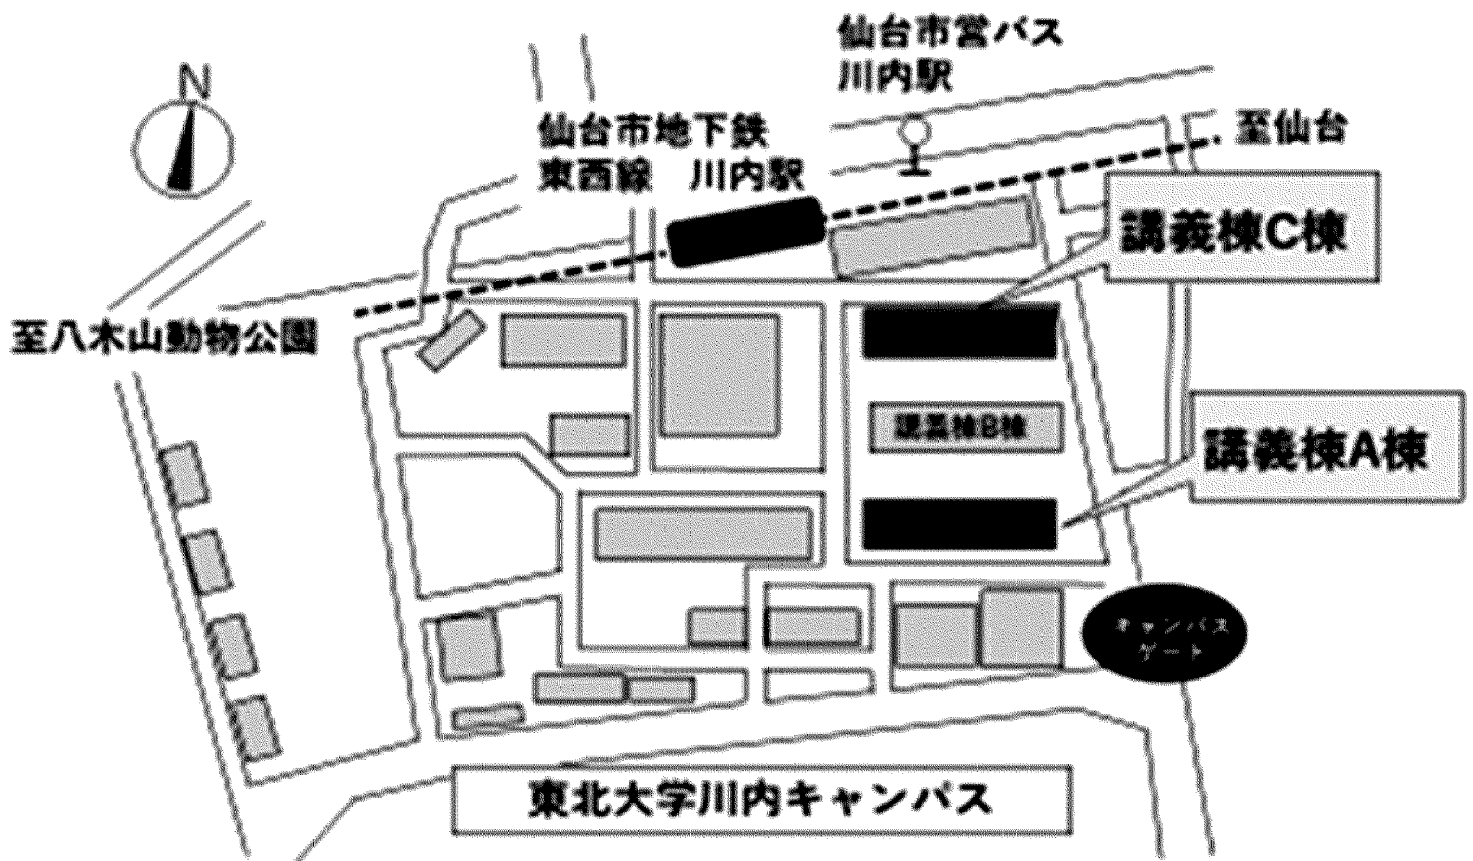 仙台市営バス
川内駅
N
仙台市地下鉄
東西線 川内駅
至仙台
講義棟C棟
至八木山動物公園
講義棟B棟
講義棟A棟
キャンパス
ゲート
東北大学川内キャンパス